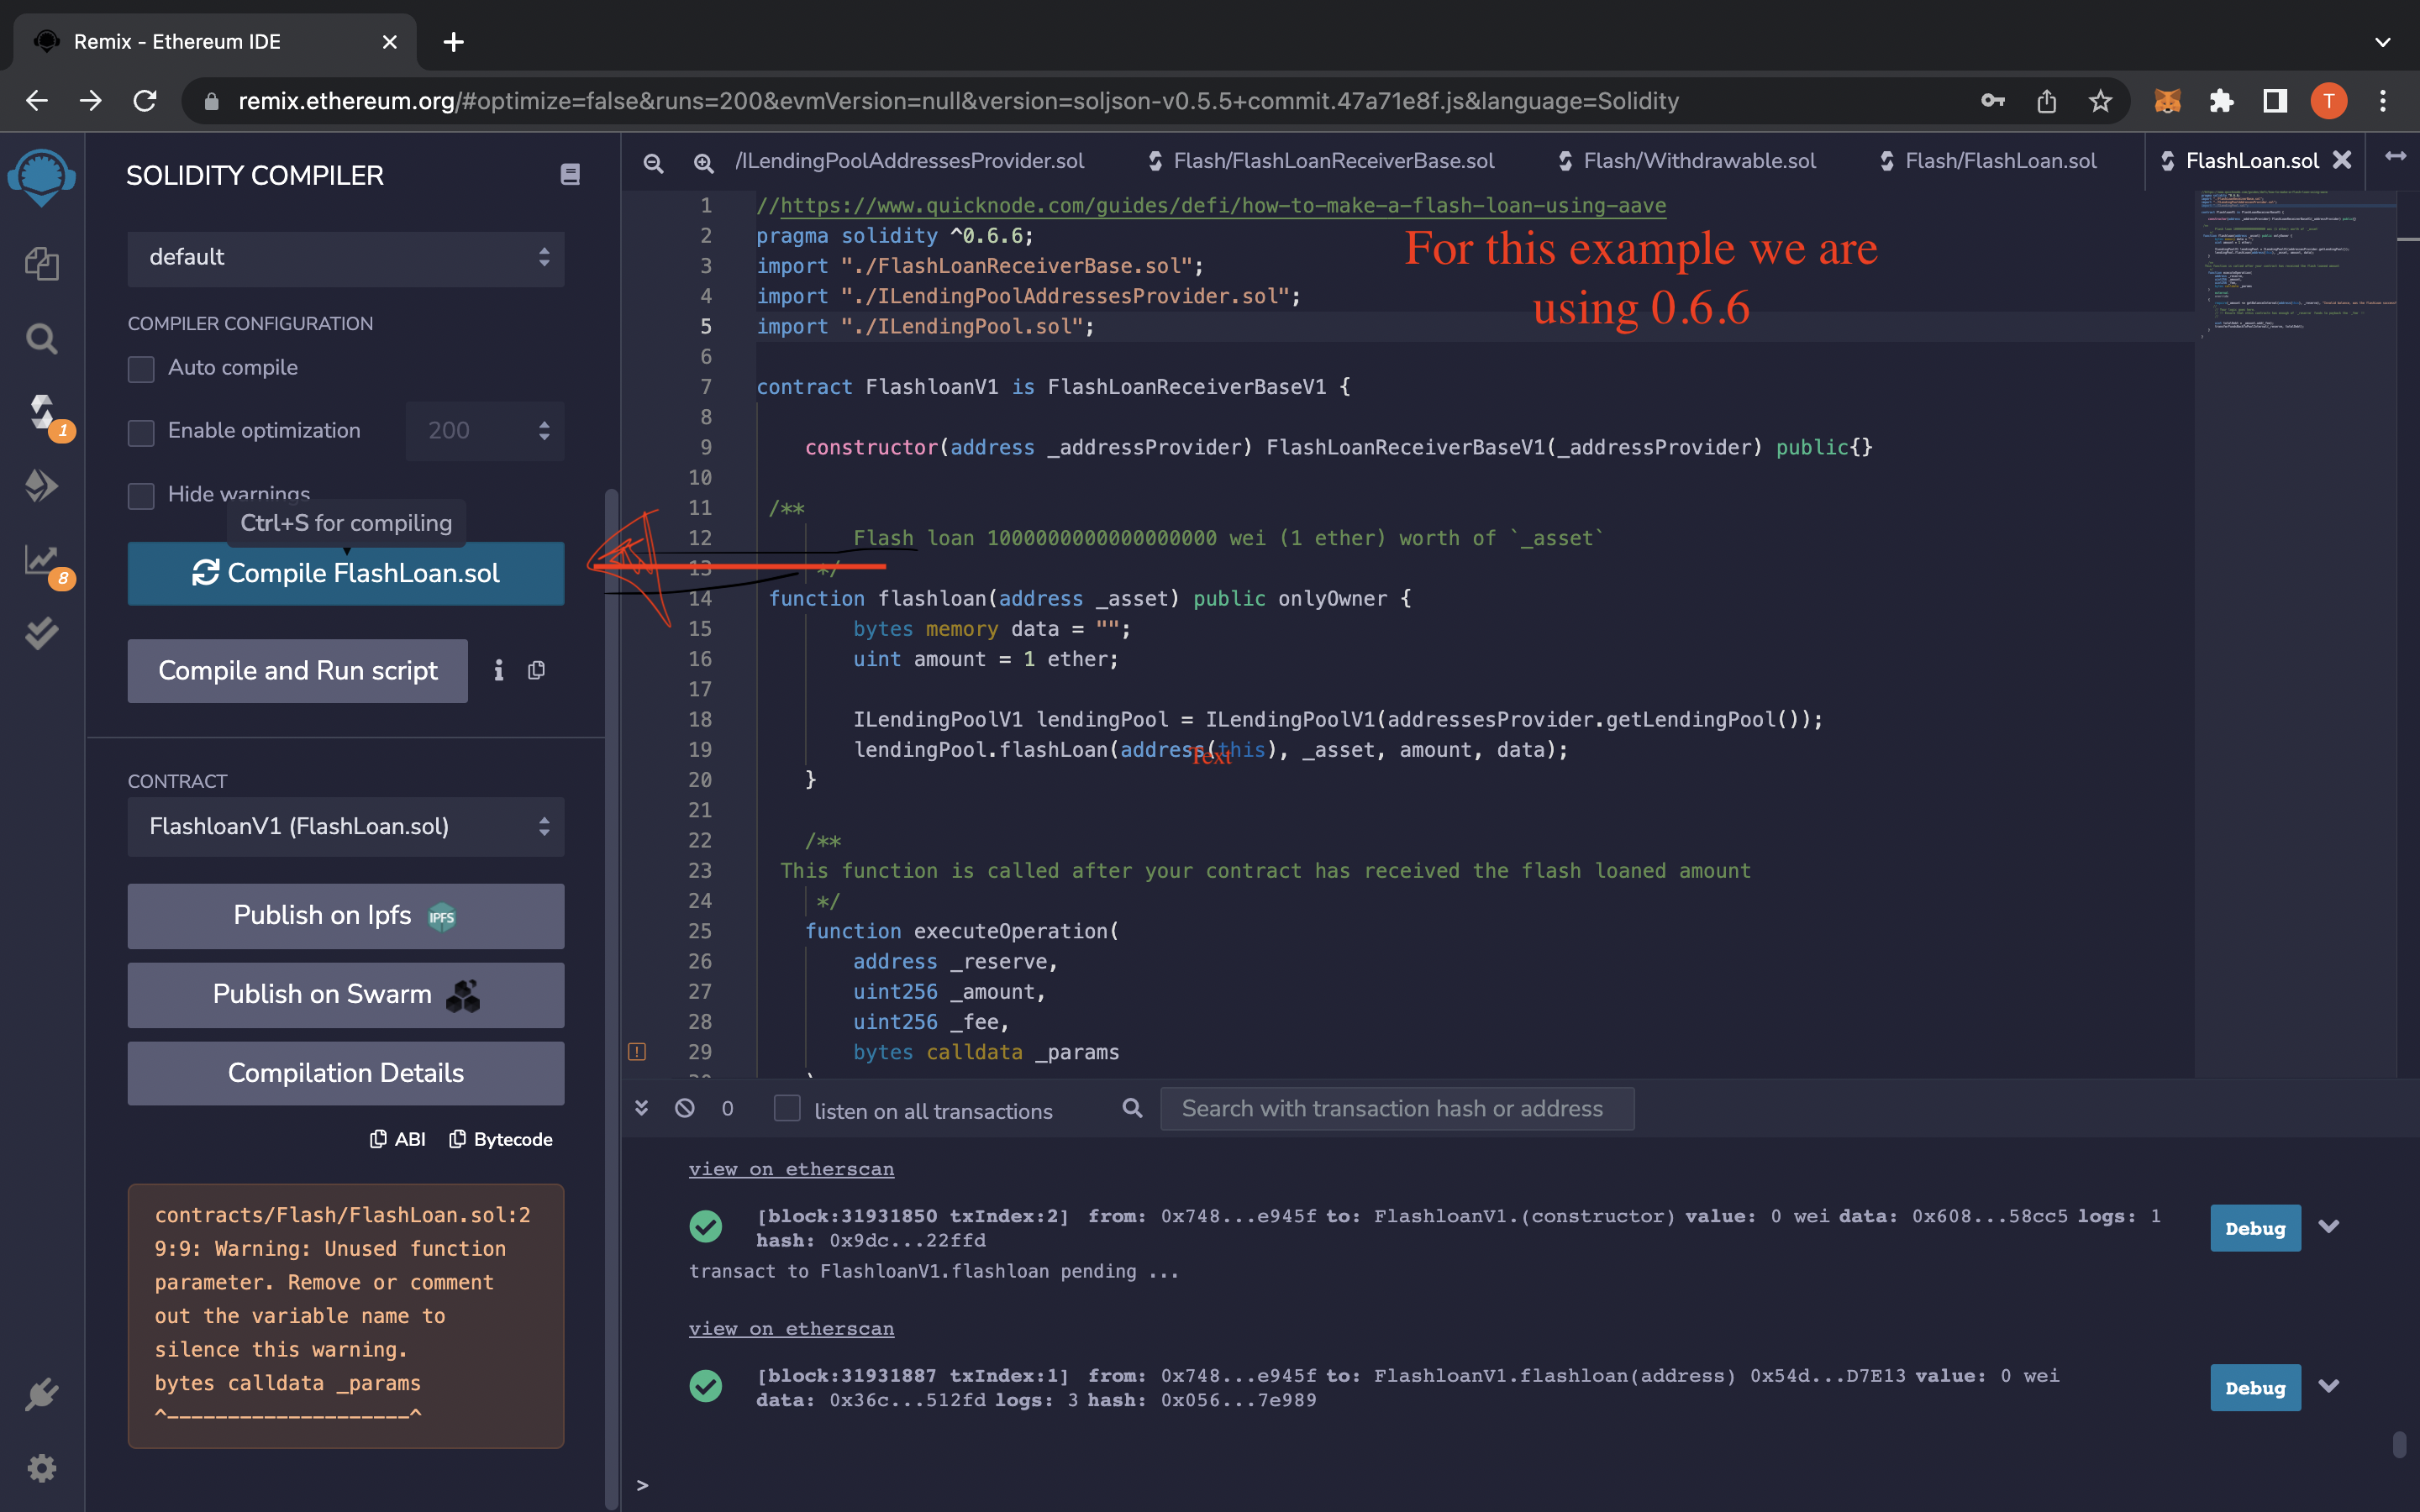 Remix - Ethereum IDE
remix.ethereum.org/#optimize=false&runs=200&evmVersion=null&version=soljson-v0.5.5+commit.47a71e8f.js&language=Solidity
T
SOLIDITY COMPILER
default
COMPILER CONFIGURATION
Auto compile
Enable optimization
200
Hide warnings
Ctrl+S for compiling
Compile FlashLoan.sol
Compile and Run script
CONTRACT
FlashloanV1 (FlashLoan.sol)
Publish on Ipfs
IPFS
Publish on Swarm
Compilation Details
ABI
Bytecode
contracts/Flash/FlashLoan.sol:2
9:9: Warning: Unused function
parameter. Remove or comment
out the variable name to
silence this warning.
bytes calldata _params
^--------------------^
1
8
/ILendingPoolAddressesProvider.sol
Flash/FlashLoanReceiverBase.sol
Flash/Withdrawable.sol
Flash/FlashLoan.sol
FlashLoan.sol
1 //https://www.quicknode.com/guides/defi/how-to-make-a-flash-loan-using-aave
2 pragma solidity ^0.6.6;
3 import "./FlashLoanReceiverBase.sol";
4 import "./ILendingPoolAddressesProvider.sol";
5 import "./ILendingPool.sol";
6
7 contract FlashloanV1 is FlashLoanReceiverBaseV1 {
8
9 constructor(address _addressProvider) FlashLoanReceiverBaseV1(_addressProvider) public{}
10
11 /**
12 Flash loan 1000000000000000000 wei (1 ether) worth of `_asset`
13 */
14 function flashloan(address _asset) public onlyOwner {
15 bytes memory data = "";
16 uint amount = 1 ether;
17
18 ILendingPoolV1 lendingPool = ILendingPoolV1(addressesProvider.getLendingPool());
19 lendingPool.flashLoan(address(this), _asset, amount, data);
20 }
21
22 /**
23 This function is called after your contract has received the flash loaned amount
24 */
25 function executeOperation(
26 address _reserve,
27 uint256 _amount,
28 uint256 _fee,
29 bytes calldata _params
For this example we are
using 0.6.6
Text
0
listen on all transactions
Search with transaction hash or address
view on etherscan
[block:31931850 txIndex:2] from: 0x748...e945f to: FlashloanV1.(constructor) value: 0 wei data: 0x608...58cc5 logs: 1
hash: 0x9dc...22ffd
Debug
transact to FlashloanV1.flashloan pending ...
view on etherscan
[block:31931887 txIndex:1] from: 0x748...e945f to: FlashloanV1.flashloan(address) 0x54d...D7E13 value: 0 wei
data: 0x36c...512fd logs: 3 hash: 0x056...7e989
Debug
>